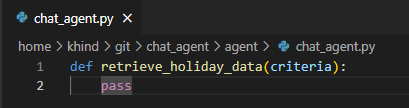 chat_agent.py ×
home > khind > git > chat_agent > agent > chat_agent.py > ...
1 def retrieve_holiday_data(criteria):
2 pass